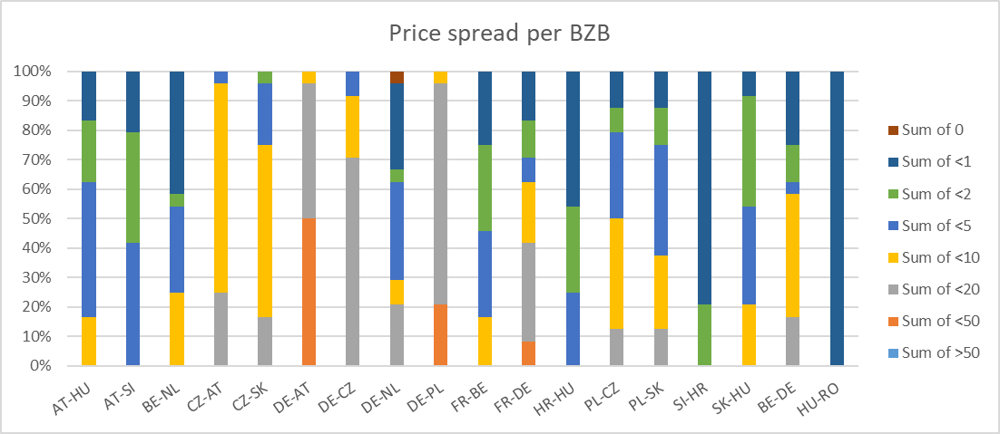 Price spread per BZB
100%
90%
80%
70%
60%
50%
40%
30%
20%
10%
0%
AT-HU
AT-SI
BE-NL
CZ-AT
CZ-SK
DE-AT
DE-CZ
DE-NL
DE-PL
FR-BE
FR-DE
HR-HU
PL-CZ
PL-SK
SI-HR
SK-HU
BE-DE
HU-RO
Sum of 0
Sum of <1
Sum of <2
Sum of <5
Sum of <10
Sum of <20
Sum of <50
Sum of >50